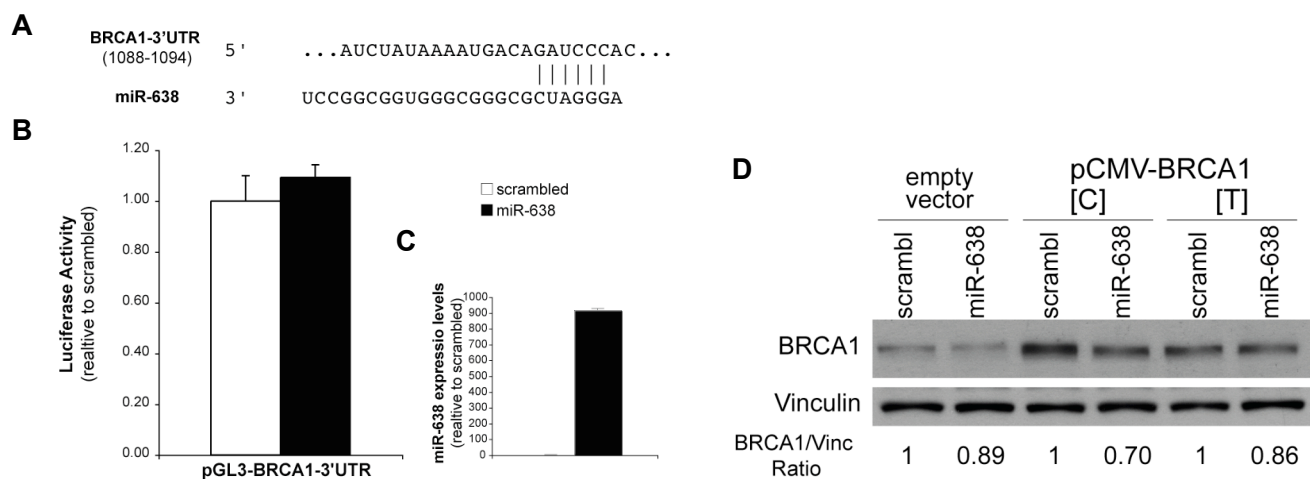 A
BRCA1-3'UTR
(1088-1094)
5' ...AUCUAUAAAAUGACAGAUCCCAC...
miR-638 3' UCCGGCGGUGGGCGGGCGCUAGGGA
B
Luciferase Activity
(realtive to scrambled)
1.20
1.00
0.80
0.60
0.40
0.20
0.00
pGL3-BRCA1-3'UTR
scrambled
miR-638
C
miR-638 expressio levels
(realtive to scrambled)
1000
900
800
700
600
500
400
300
200
100
0
D
empty
vector
pCMV-BRCA1
[C] [T]
scrambl miR-638 scrambl miR-638 scrambl miR-638
BRCA1
Vinculin
BRCA1/Vinc
Ratio
1 0.89 1 0.70 1 0.86